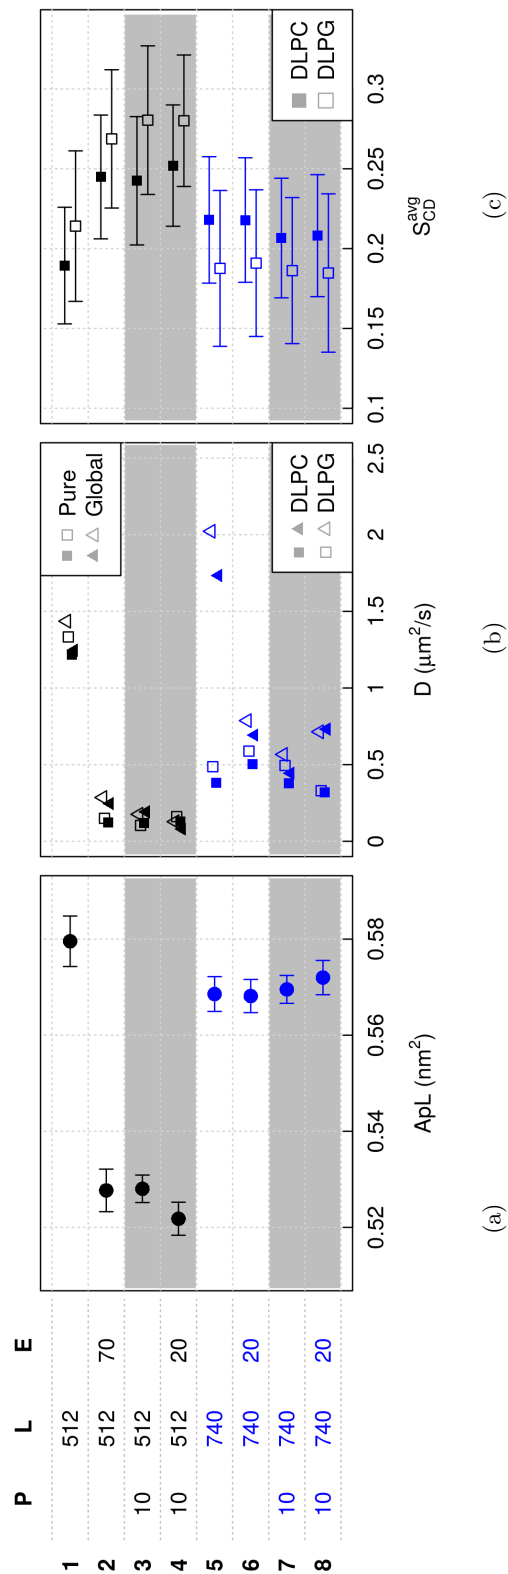 P L E
1 512
2 512 70
3 10 512
4 10 512 20
5 740
6 740 20
7 10 740
8 10 740 20
0.52 0.54 0.56 0.58
ApL (nm²)
(a)
Pure
Global
DLPC
DLPG
0 0.5 1 1.5 2 2.5
D (μm²/s)
(b)
DLPC
DLPG
0.1 0.15 0.2 0.25 0.3
S_CD^avg
(c)